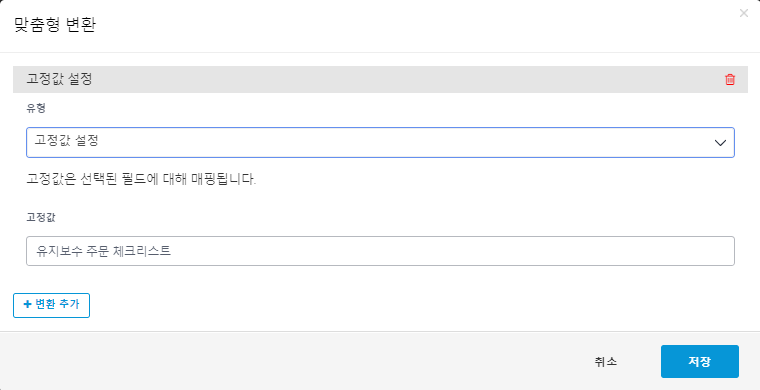 맞춤형 변환
고정값 설정
유형
고정값 설정
고정값은 선택된 필드에 대해 매핑됩니다.
고정값
유지보수 주문 체크리스트
+ 변환 추가
취소
저장